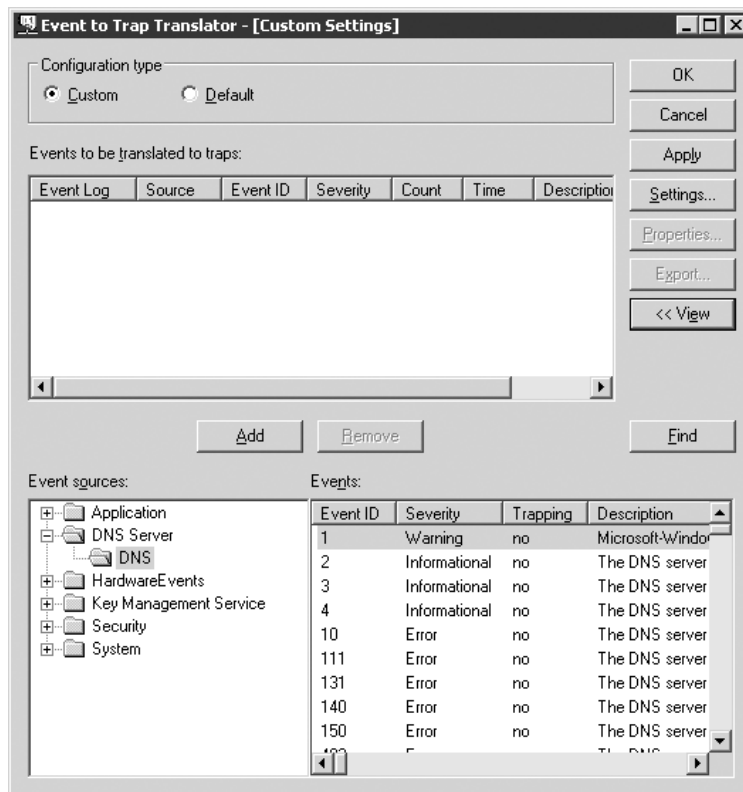 Event to Trap Translator - [Custom Settings]
Configuration type
Custom Default
OK
Cancel
Events to be translated to traps:
Apply
Event Log Source Event ID Severity Count Time Description
Settings...
Properties...
Export...
<< View
Add Remove Find
Event sources:
Application
DNS Server
DNS
HardwareEvents
Key Management Service
Security
System
Events:
Event ID Severity Trapping Description
1 Warning no Microsoft-Windo
2 Informational no The DNS server
3 Informational no The DNS server
4 Informational no The DNS server
10 Error no The DNS server
111 Error no The DNS server
131 Error no The DNS server
140 Error no The DNS server
150 Error no The DNS server